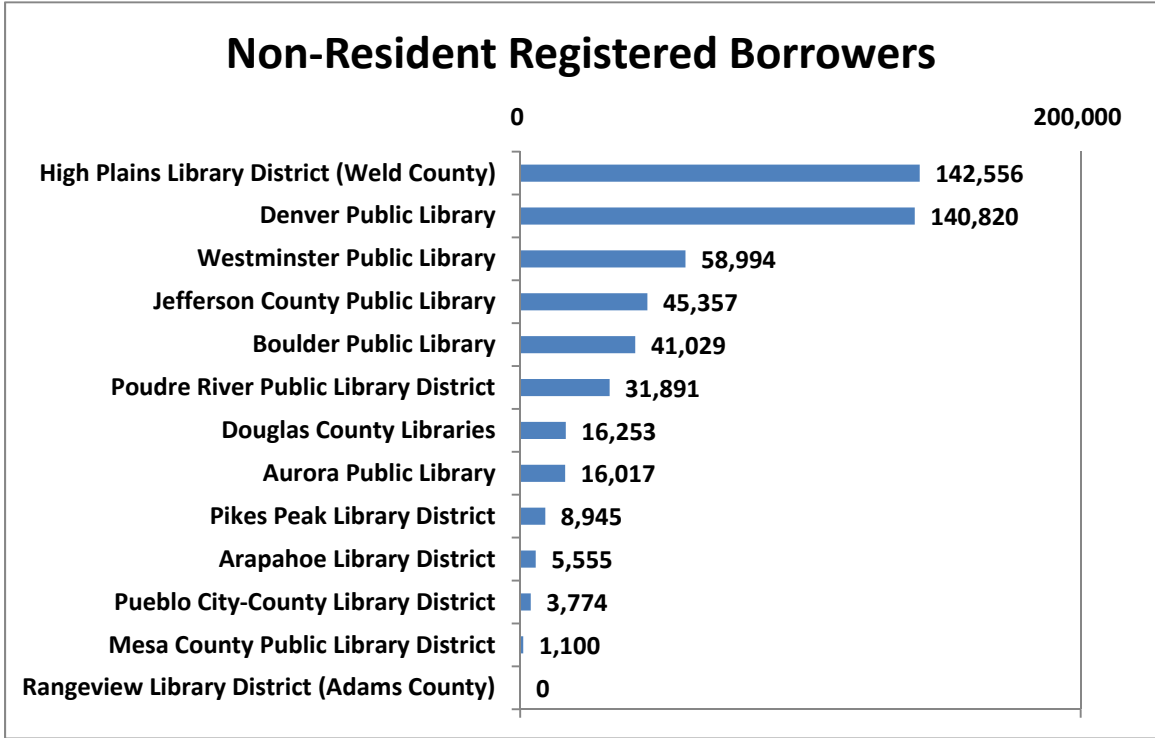 Non-Resident Registered Borrowers
0 200,000
High Plains Library District (Weld County) 142,556
Denver Public Library 140,820
Westminster Public Library 58,994
Jefferson County Public Library 45,357
Boulder Public Library 41,029
Poudre River Public Library District 31,891
Douglas County Libraries 16,253
Aurora Public Library 16,017
Pikes Peak Library District 8,945
Arapahoe Library District 5,555
Pueblo City-County Library District 3,774
Mesa County Public Library District 1,100
Rangeview Library District (Adams County) 0